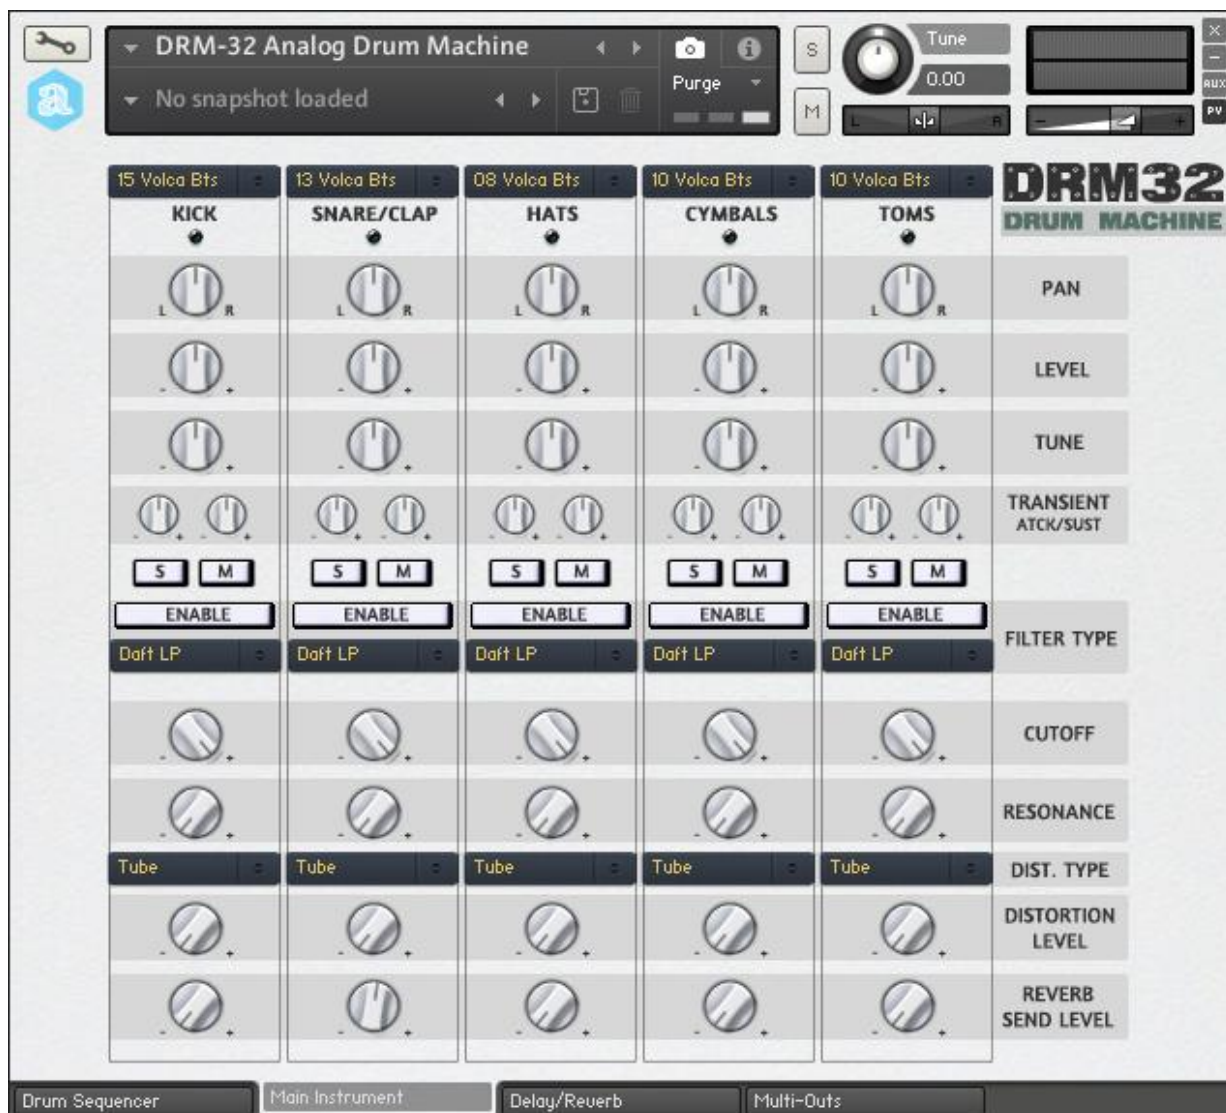 DRM-32 Analog Drum Machine
No snapshot loaded
Purge
S
M
Tune
0.00
L R
- +
×
-
AUX
PV
15 Volca Bts 13 Volca Bts 08 Volca Bts 10 Volca Bts 10 Volca Bts
DRM32
DRUM MACHINE
KICK SNARE/CLAP HATS CYMBALS TOMS
L R L R L R L R L R PAN
- + - + - + - + - + LEVEL
- + - + - + - + - + TUNE
- + - + - + - + - + - + - + - + - + - + TRANSIENT
ATCK/SUST
S M S M S M S M S M
ENABLE ENABLE ENABLE ENABLE ENABLE
FILTER TYPE
Daft LP Daft LP Daft LP Daft LP Daft LP
- + - + - + - + - + CUTOFF
- + - + - + - + - + RESONANCE
Tube Tube Tube Tube Tube DIST. TYPE
- + - + - + - + - + DISTORTION
LEVEL
- + - + - + - + - + REVERB
SEND LEVEL
Drum Sequencer Main Instrument Delay/Reverb Multi-Outs